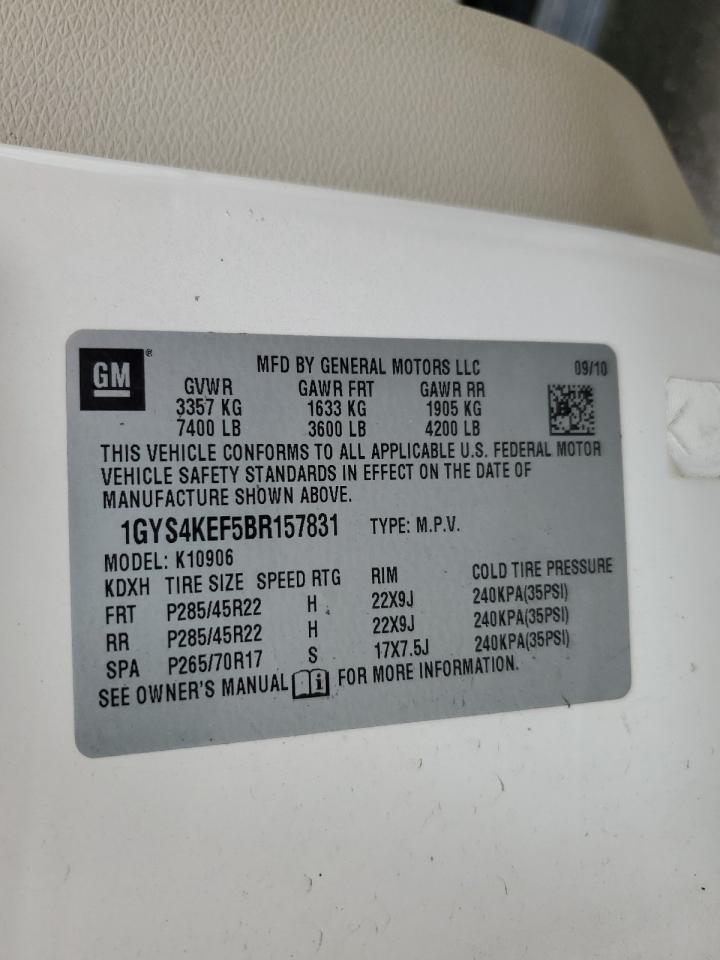 GM®
MFD BY GENERAL MOTORS LLC 09/10
GVWR GAWR FRT GAWR RR
3357 KG 1633 KG 1905 KG
7400 LB 3600 LB 4200 LB
THIS VEHICLE CONFORMS TO ALL APPLICABLE U.S. FEDERAL MOTOR
VEHICLE SAFETY STANDARDS IN EFFECT ON THE DATE OF
MANUFACTURE SHOWN ABOVE.
1GYS4KEF5BR157831 TYPE: M.P.V.
MODEL: K10906
KDXH TIRE SIZE SPEED RTG RIM COLD TIRE PRESSURE
FRT P285/45R22 H 22X9J 240KPA(35PSI)
RR P285/45R22 H 22X9J 240KPA(35PSI)
SPA P265/70R17 S 17X7.5J 240KPA(35PSI)
SEE OWNER'S MANUAL i FOR MORE INFORMATION.